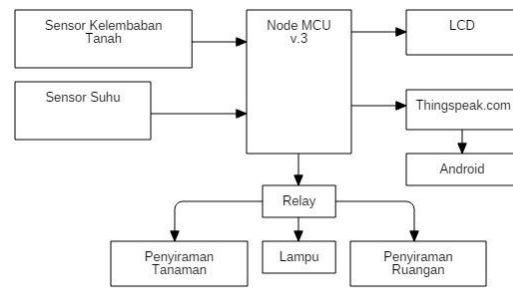 Sensor Kelembaban
Tanah
Node MCU
v.3
LCD
Sensor Suhu
Thingspeak.com
Android
Relay
Penyiraman
Tanaman
Lampu
Penyiraman
Ruangan